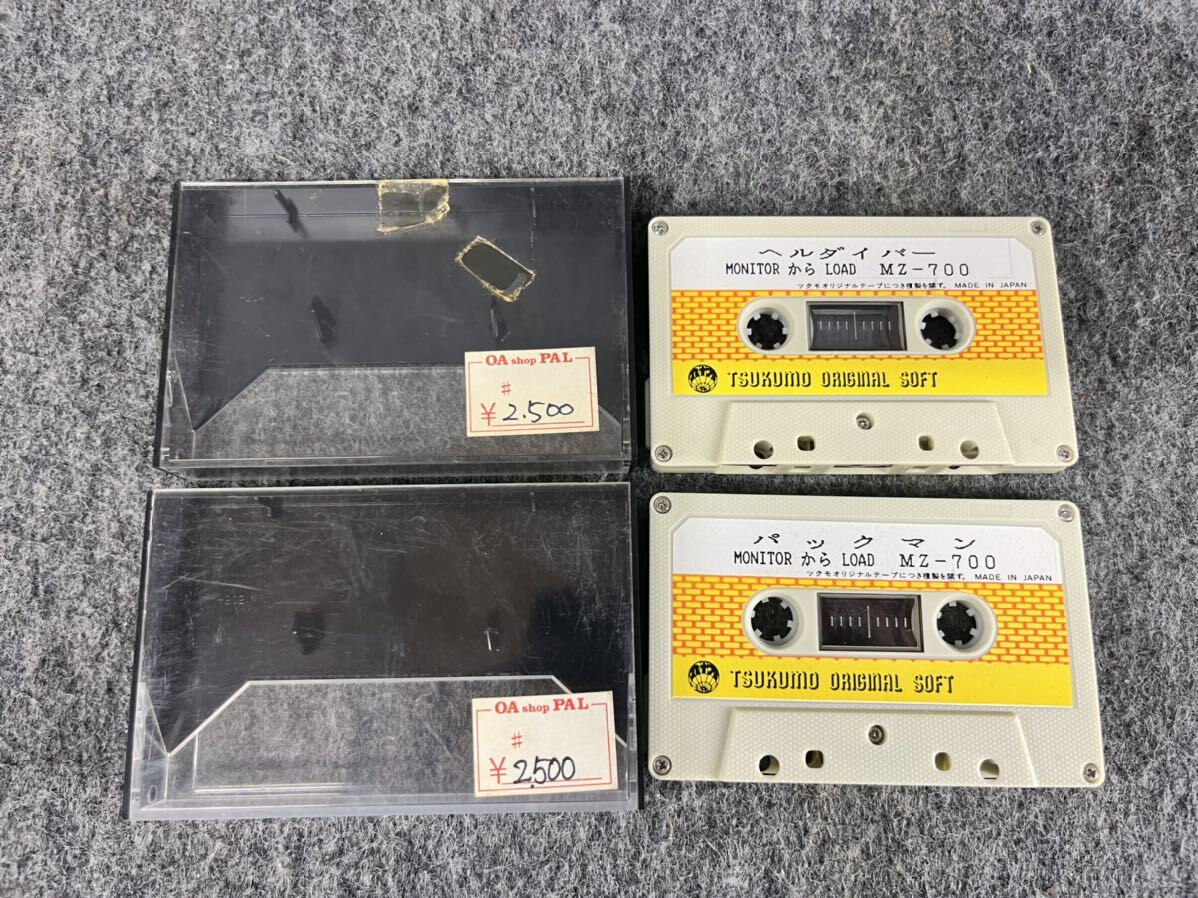 OA shop PAL
#
¥ 2.500
ヘルダイバー
MONITOR から LOAD MZ-700
ツクモオリジナルテープにつき複製を禁ず。 MADE IN JAPAN
TSUKUMO ORIGINAL SOFT
OA shop PAL
#
¥ 2500
パックマン
MONITOR から LOAD MZ-700
ツクモオリジナルテープにつき複製を禁ず。 MADE IN JAPAN
TSUKUMO ORIGINAL SOFT